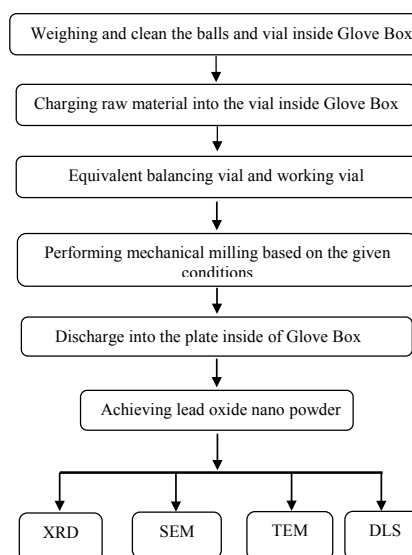 Weighing and clean the balls and vial inside Glove Box
Charging raw material into the vial inside Glove Box
Equivalent balancing vial and working vial
Performing mechanical milling based on the given
conditions
Discharge into the plate inside of Glove Box
Achieving lead oxide nano powder
XRD SEM TEM DLS